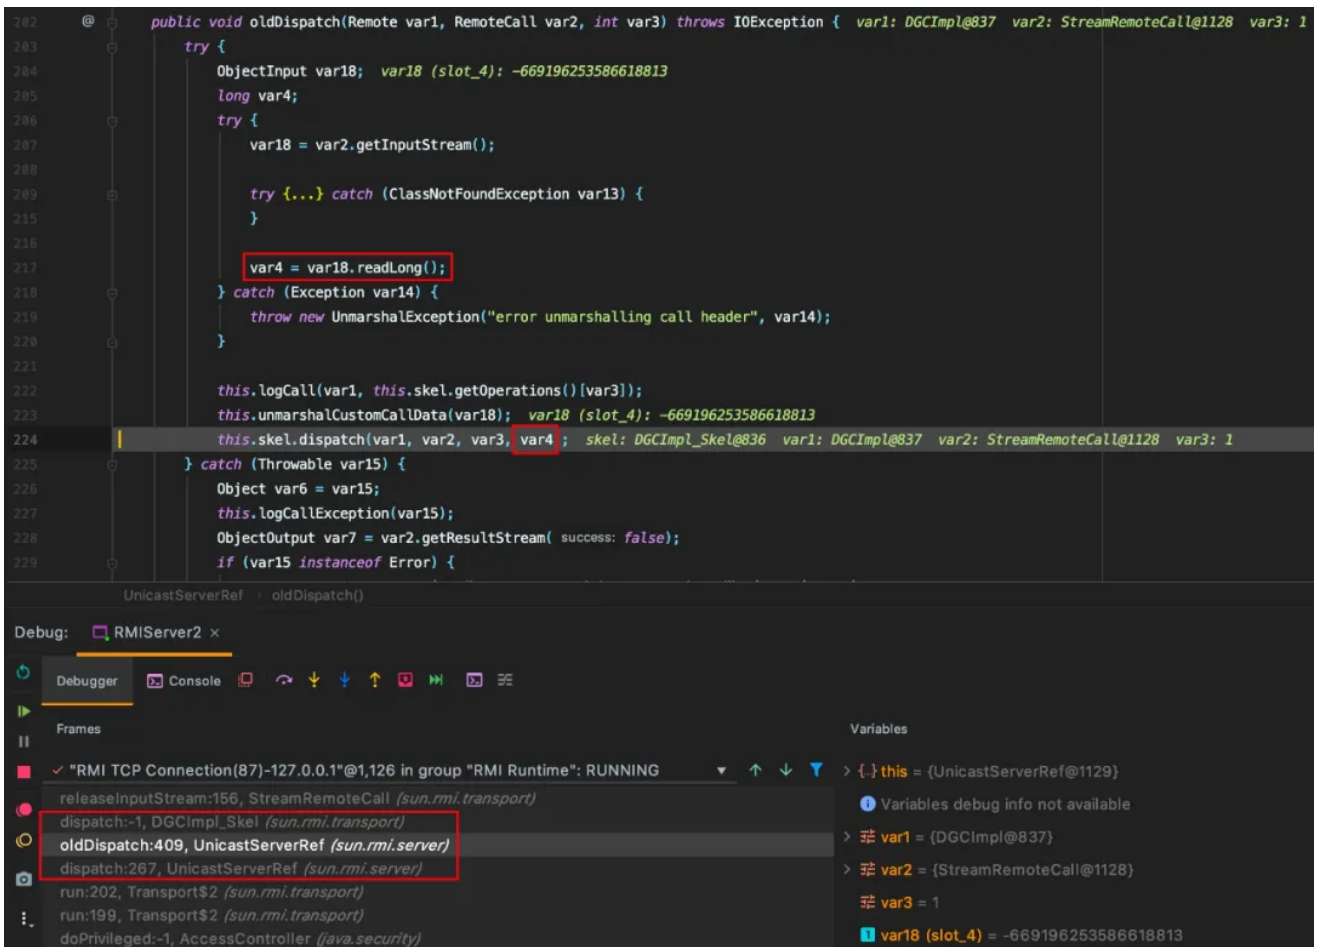 202 @ public void oldDispatch(Remote var1, RemoteCall var2, int var3) throws IOException { var1: DGCImpl@837 var2: StreamRemoteCall@1128 var3: 1
203 try {
204 ObjectInput var18; var18 (slot_4): -669196253586618813
205 long var4;
206 try {
207 var18 = var2.getInputStream();
208
209 try {...} catch (ClassNotFoundException var13) {
215 }
216
217 var4 = var18.readLong();
218 } catch (Exception var14) {
219 throw new UnmarshalException("error unmarshalling call header", var14);
220 }
221
222 this.logCall(var1, this.skel.getOperations()[var3]);
223 this.unmarshalCustomCallData(var18); var18 (slot_4): -669196253586618813
224 this.skel.dispatch(var1, var2, var3, var4 ; skel: DGCImpl_Skel@836 var1: DGCImpl@837 var2: StreamRemoteCall@1128 var3: 1
225 } catch (Throwable var15) {
226 Object var6 = var15;
227 this.logCallException(var15);
228 ObjectOutput var7 = var2.getResultStream( success: false);
229 if (var15 instanceof Error) {
UnicastServerRef › oldDispatch()
Debug: RMIServer2 ×
Debugger Console
Frames
Variables
"RMI TCP Connection(87)-127.0.0.1"@1,126 in group "RMI Runtime": RUNNING
releaseInputStream:156, StreamRemoteCall (sun.rmi.transport)
dispatch:-1, DGCImpl_Skel (sun.rmi.transport)
oldDispatch:409, UnicastServerRef (sun.rmi.server)
dispatch:267, UnicastServerRef (sun.rmi.server)
run:202, Transport$2 (sun.rmi.transport)
run:199, Transport$2 (sun.rmi.transport)
doPrivileged:-1, AccessController (java.security)
this = {UnicastServerRef@1129}
Variables debug info not available
var1 = {DGCImpl@837}
var2 = {StreamRemoteCall@1128}
var3 = 1
var18 (slot_4) = -669196253586618813